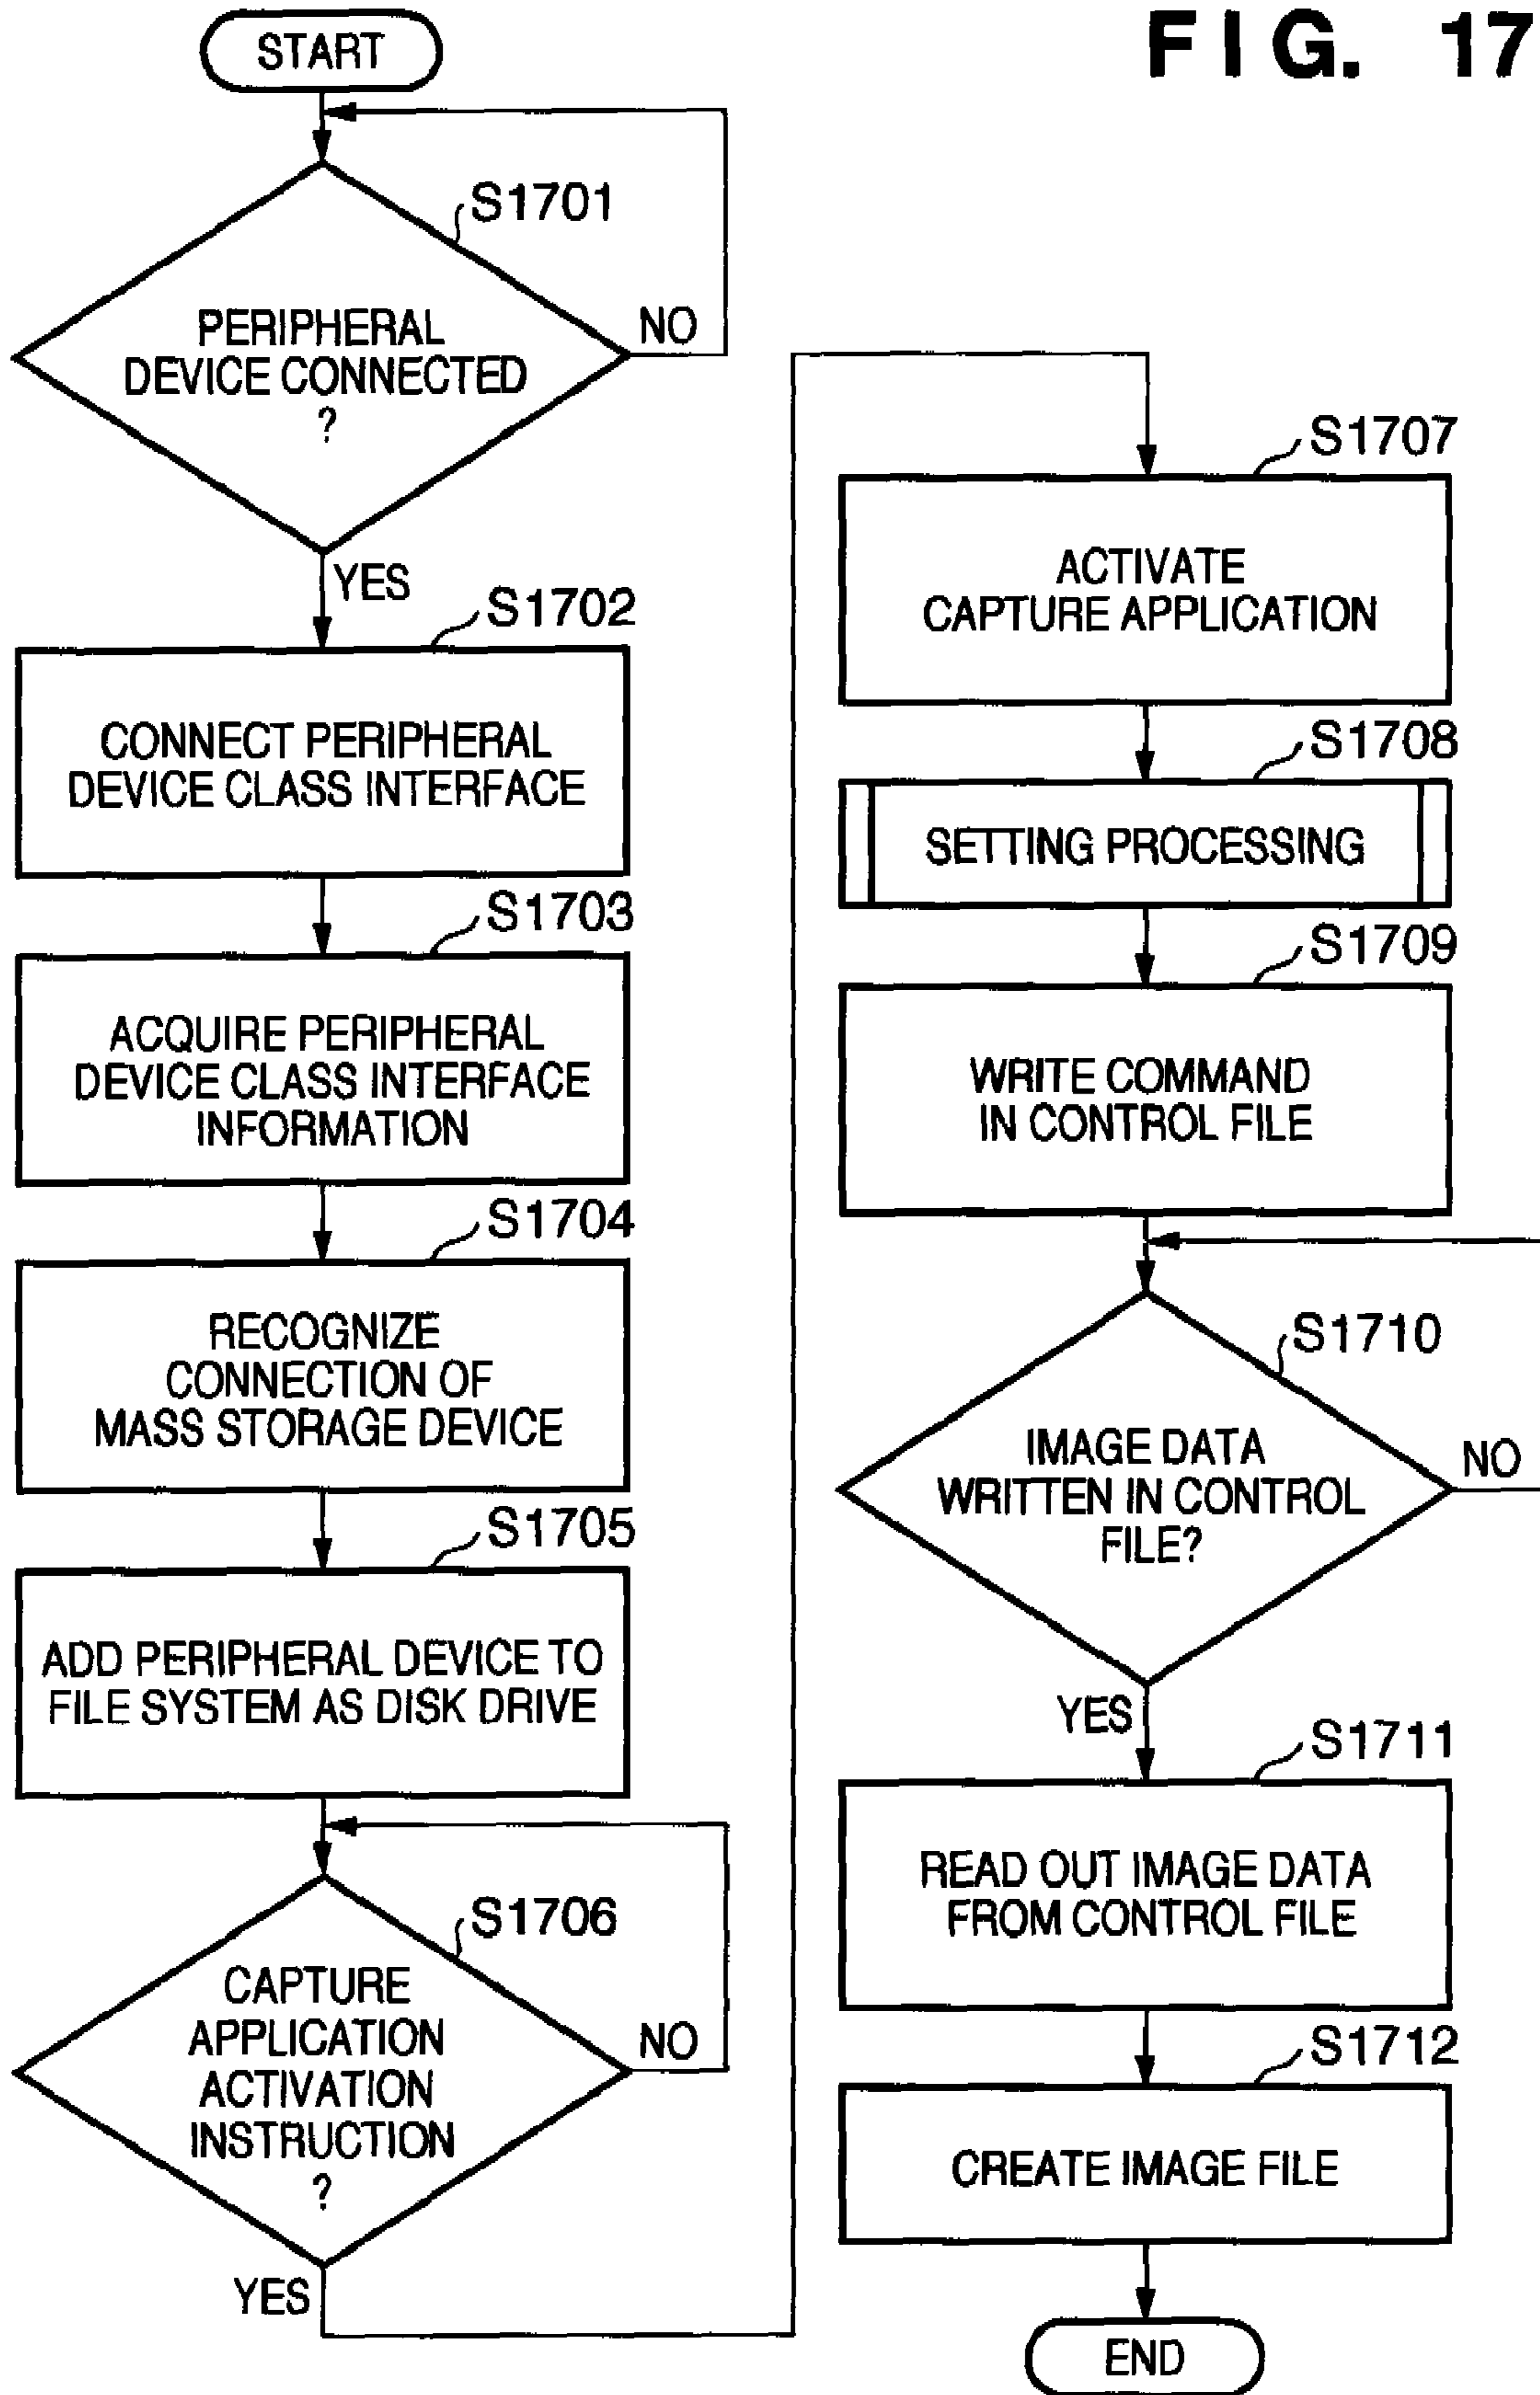 FIG. 17
START
S1701
PERIPHERAL
DEVICE CONNECTED
?
NO
YES
S1702
CONNECT PERIPHERAL
DEVICE CLASS INTERFACE
S1703
ACQUIRE PERIPHERAL
DEVICE CLASS INTERFACE
INFORMATION
S1704
RECOGNIZE
CONNECTION OF
MASS STORAGE DEVICE
S1705
ADD PERIPHERAL DEVICE TO
FILE SYSTEM AS DISK DRIVE
S1706
CAPTURE
APPLICATION
ACTIVATION
INSTRUCTION
?
NO
YES
S1707
ACTIVATE
CAPTURE APPLICATION
S1708
SETTING PROCESSING
S1709
WRITE COMMAND
IN CONTROL FILE
S1710
IMAGE DATA
WRITTEN IN CONTROL
FILE?
NO
YES
S1711
READ OUT IMAGE DATA
FROM CONTROL FILE
S1712
CREATE IMAGE FILE
END